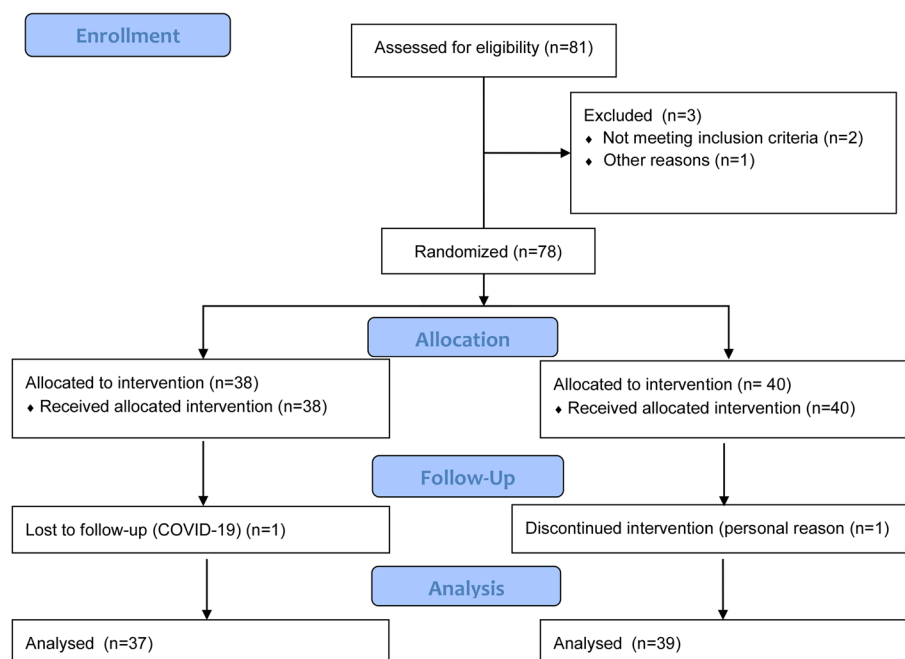 Enrollment
Assessed for eligibility (n=81)
Excluded (n=3)
♦ Not meeting inclusion criteria (n=2)
♦ Other reasons (n=1)
Randomized (n=78)
Allocation
Allocated to intervention (n=38)
♦ Received allocated intervention (n=38)
Allocated to intervention (n= 40)
♦ Received allocated intervention (n=40)
Follow-Up
Lost to follow-up (COVID-19) (n=1)
Discontinued intervention (personal reason (n=1)
Analysis
Analysed (n=37)
Analysed (n=39)